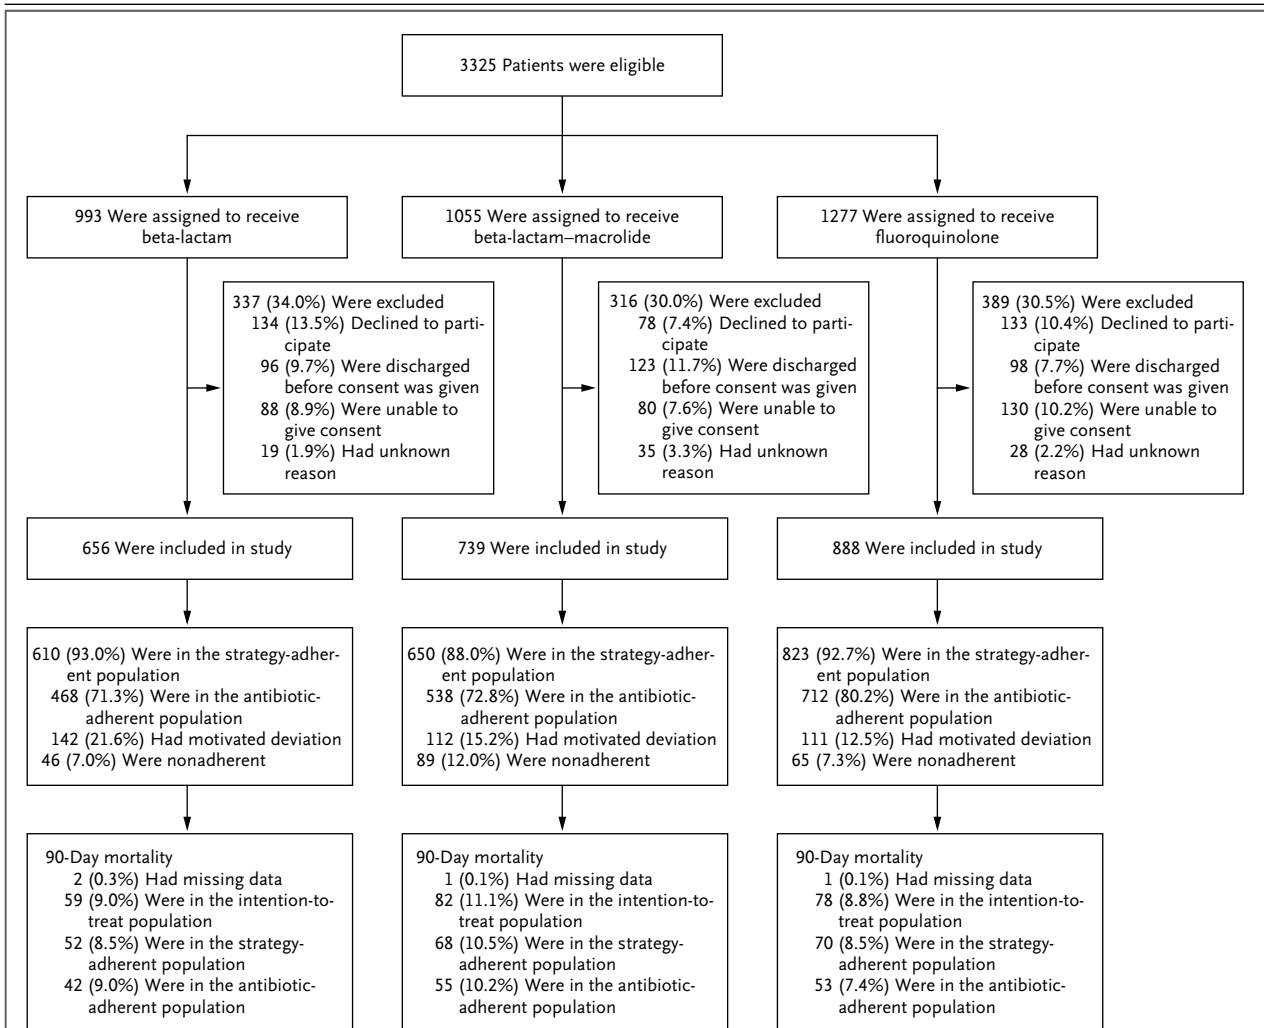 3325 Patients were eligible
993 Were assigned to receive
beta-lactam
1055 Were assigned to receive
beta-lactam–macrolide
1277 Were assigned to receive
fluoroquinolone
337 (34.0%) Were excluded
134 (13.5%) Declined to parti-
cipate
96 (9.7%) Were discharged
before consent was given
88 (8.9%) Were unable to
give consent
19 (1.9%) Had unknown
reason
316 (30.0%) Were excluded
78 (7.4%) Declined to parti-
cipate
123 (11.7%) Were discharged
before consent was given
80 (7.6%) Were unable to
give consent
35 (3.3%) Had unknown
reason
389 (30.5%) Were excluded
133 (10.4%) Declined to parti-
cipate
98 (7.7%) Were discharged
before consent was given
130 (10.2%) Were unable to
give consent
28 (2.2%) Had unknown
reason
656 Were included in study
739 Were included in study
888 Were included in study
610 (93.0%) Were in the strategy-adher-
ent population
468 (71.3%) Were in the antibiotic-
adherent population
142 (21.6%) Had motivated deviation
46 (7.0%) Were nonadherent
650 (88.0%) Were in the strategy-adher-
ent population
538 (72.8%) Were in the antibiotic-
adherent population
112 (15.2%) Had motivated deviation
89 (12.0%) Were nonadherent
823 (92.7%) Were in the strategy-adher-
ent population
712 (80.2%) Were in the antibiotic-
adherent population
111 (12.5%) Had motivated deviation
65 (7.3%) Were nonadherent
90-Day mortality
2 (0.3%) Had missing data
59 (9.0%) Were in the intention-to-
treat population
52 (8.5%) Were in the strategy-
adherent population
42 (9.0%) Were in the antibiotic-
adherent population
90-Day mortality
1 (0.1%) Had missing data
82 (11.1%) Were in the intention-to-
treat population
68 (10.5%) Were in the strategy-
adherent population
55 (10.2%) Were in the antibiotic-
adherent population
90-Day mortality
1 (0.1%) Had missing data
78 (8.8%) Were in the intention-to-
treat population
70 (8.5%) Were in the strategy-
adherent population
53 (7.4%) Were in the antibiotic-
adherent population